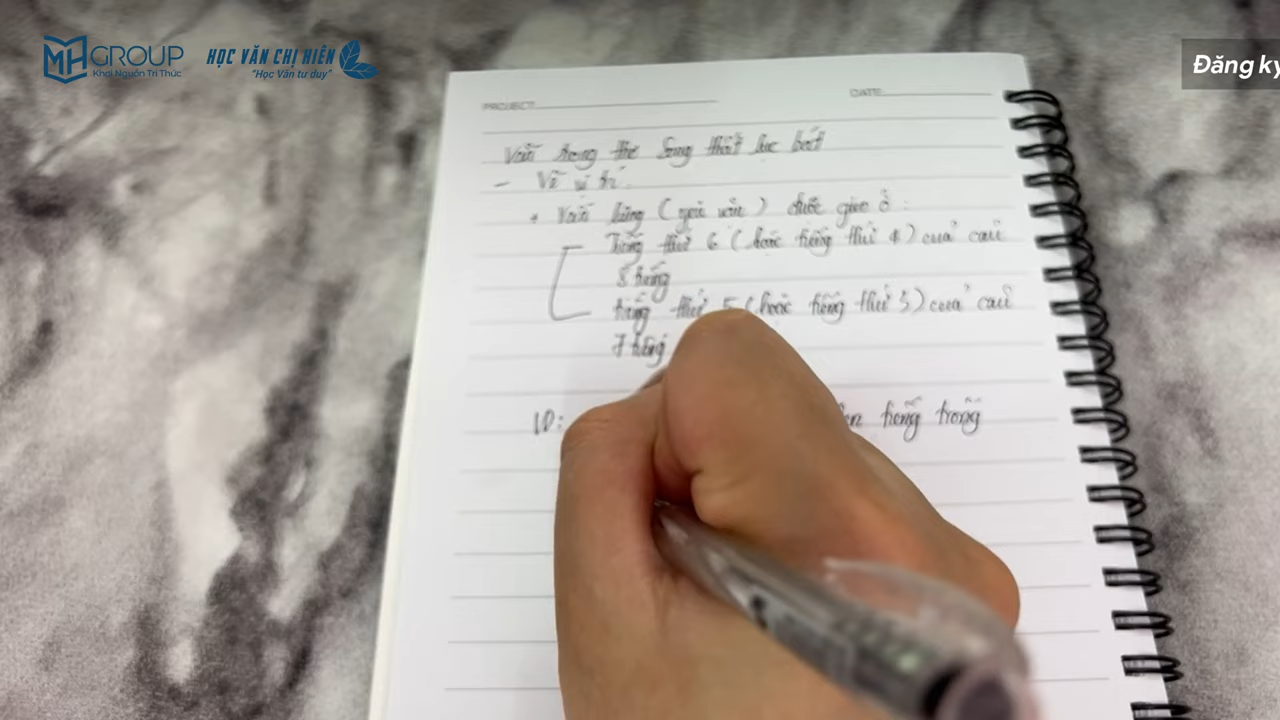 MH GROUP
Khơi Nguồn Tri Thức
HỌC VĂN CHỊ HIÊN
"Học Văn tư duy"
Đăng ký
PROJECT:
DATE:
Vần trong thơ Song thất lục bát
- Về vị trí
+ Vần lưng (yêu vần) được gieo ở:
Tiếng thứ 6 (hoặc tiếng thứ 4) của câu
8 tiếng
tiếng thứ 5 (hoặc tiếng thứ 3) của câu
7 tiếng
VD:
tiếng trong